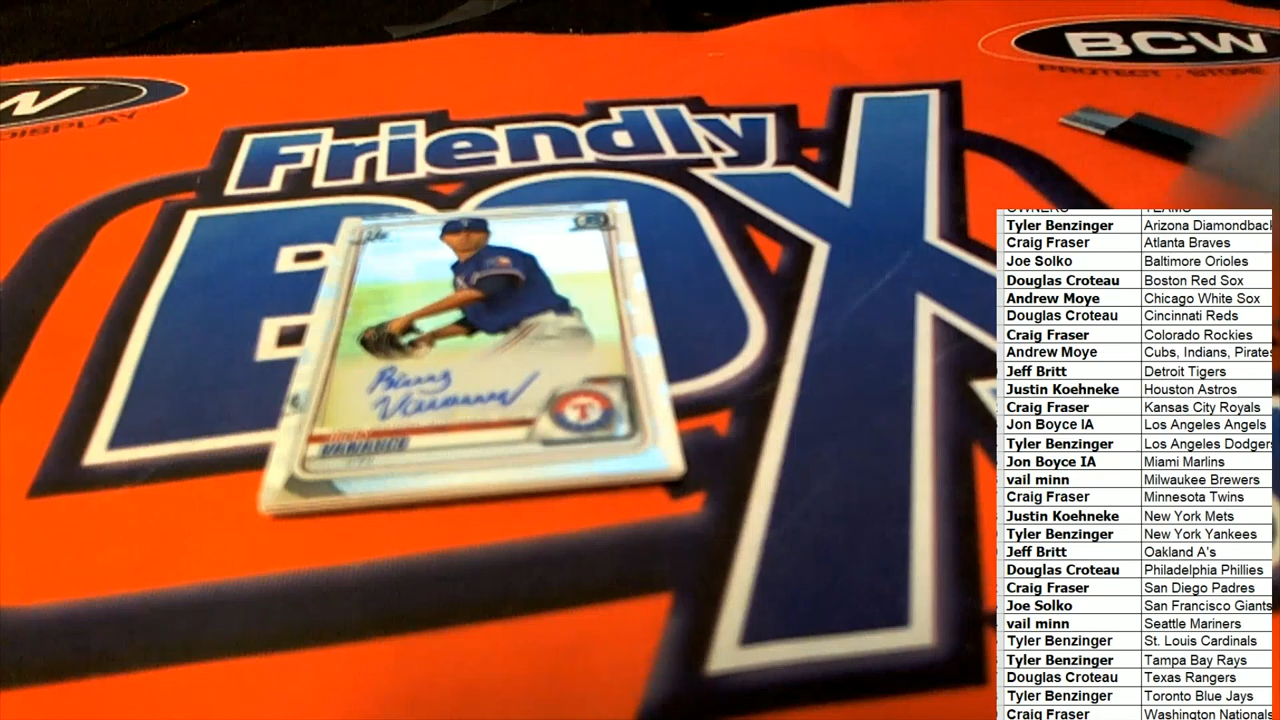 BCW
PROTECT · STORE
DISPLAY
Friendly
BOX
T
OWNERS TEAMS
Tyler Benzinger Arizona Diamondback
Craig Fraser Atlanta Braves
Joe Solko Baltimore Orioles
Douglas Croteau Boston Red Sox
Andrew Moye Chicago White Sox
Douglas Croteau Cincinnati Reds
Craig Fraser Colorado Rockies
Andrew Moye Cubs, Indians, Pirates
Jeff Britt Detroit Tigers
Justin Koehneke Houston Astros
Craig Fraser Kansas City Royals
Jon Boyce IA Los Angeles Angels
Tyler Benzinger Los Angeles Dodgers
Jon Boyce IA Miami Marlins
vail minn Milwaukee Brewers
Craig Fraser Minnesota Twins
Justin Koehneke New York Mets
Tyler Benzinger New York Yankees
Jeff Britt Oakland A's
Douglas Croteau Philadelphia Phillies
Craig Fraser San Diego Padres
Joe Solko San Francisco Giants
vail minn Seattle Mariners
Tyler Benzinger St. Louis Cardinals
Tyler Benzinger Tampa Bay Rays
Douglas Croteau Texas Rangers
Tyler Benzinger Toronto Blue Jays
Craig Fraser Washington Nationals